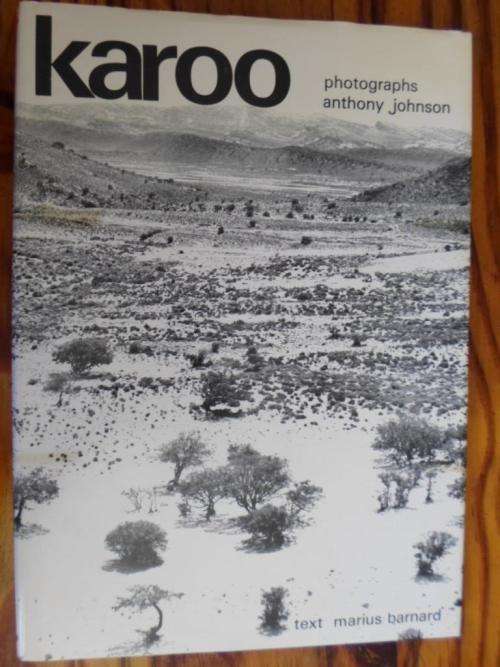 karoo
photographs
anthony johnson
text marius barnard